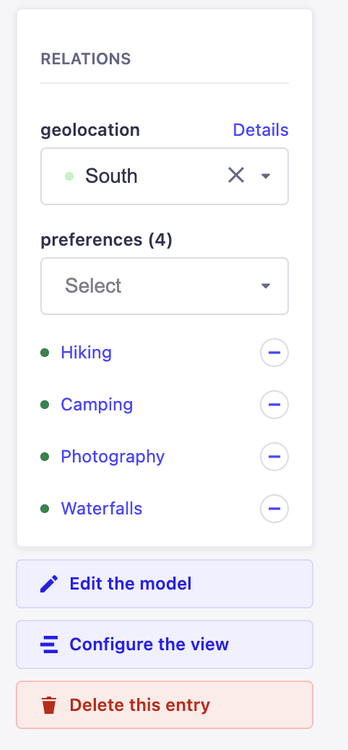 RELATIONS
geolocation Details
South
preferences (4)
Select
Hiking
Camping
Photography
Waterfalls
Edit the model
Configure the view
Delete this entry